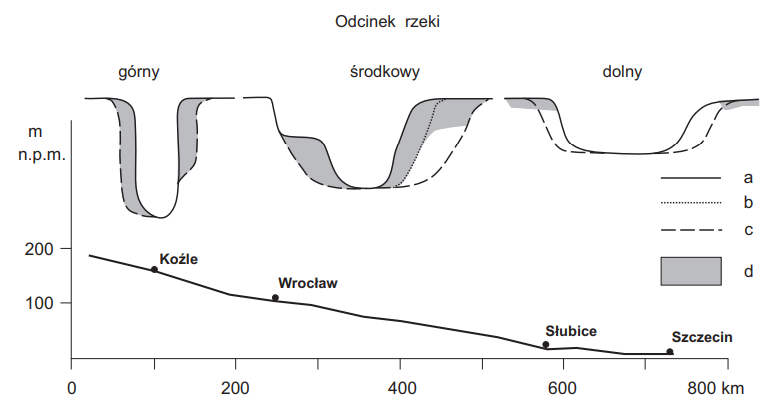 Odcinek rzeki
górny środkowy dolny
m
n.p.m.
a
b
c
d
200
100
Koźle
Wrocław
Słubice
Szczecin
0 200 400 600 800 km